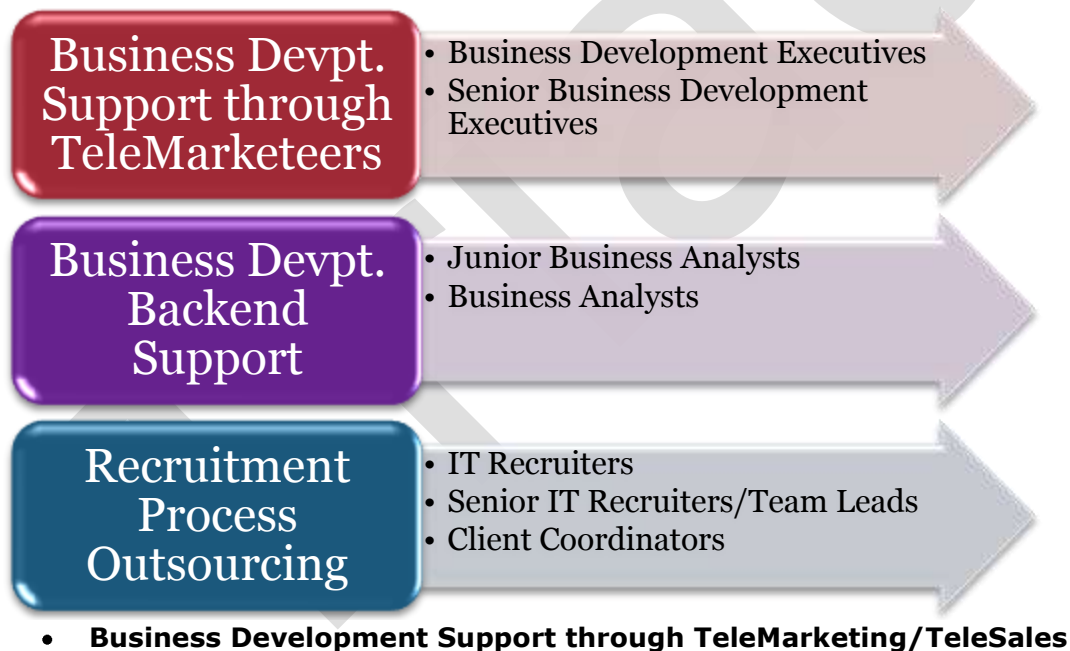 Business Devpt.
Support through
TeleMarketeers
• Business Development Executives
• Senior Business Development
Executives
Business Devpt.
Backend
Support
• Junior Business Analysts
• Business Analysts
Recruitment
Process
Outsourcing
• IT Recruiters
• Senior IT Recruiters/Team Leads
• Client Coordinators
• Business Development Support through TeleMarketing/TeleSales